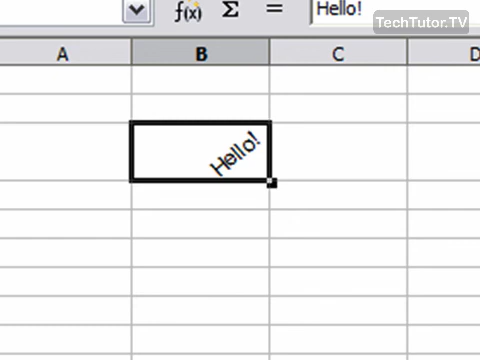 f(x) Σ = Hello!
TechTutor.TV
A B C D
Hello!